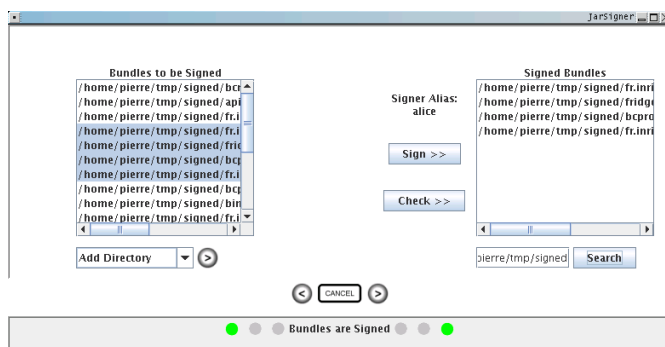 JarSigner
Bundles to be Signed
/home/pierre/tmp/signed/bcr
/home/pierre/tmp/signed/api
/home/pierre/tmp/signed/fr.i
/home/pierre/tmp/signed/fr.i
/home/pierre/tmp/signed/frid
/home/pierre/tmp/signed/bcp
/home/pierre/tmp/signed/fr.i
/home/pierre/tmp/signed/bcp
/home/pierre/tmp/signed/bin
/home/pierre/tmp/signed/fr.i
Add Directory
Signer Alias:
alice
Sign >>
Check >>
Signed Bundles
/home/pierre/tmp/signed/fr.inri
/home/pierre/tmp/signed/fridge
/home/pierre/tmp/signed/bcpro
/home/pierre/tmp/signed/fr.inri
pierre/tmp/signed
Search
< CANCEL >
Bundles are Signed